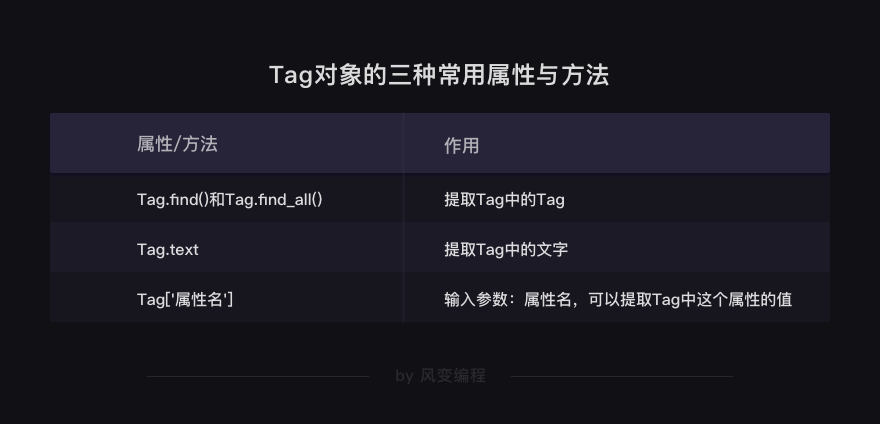 Tag对象的三种常用属性与方法
属性/方法 作用
Tag.find()和Tag.find_all() 提取Tag中的Tag
Tag.text 提取Tag中的文字
Tag['属性名'] 输入参数：属性名，可以提取Tag中这个属性的值
by 风变编程